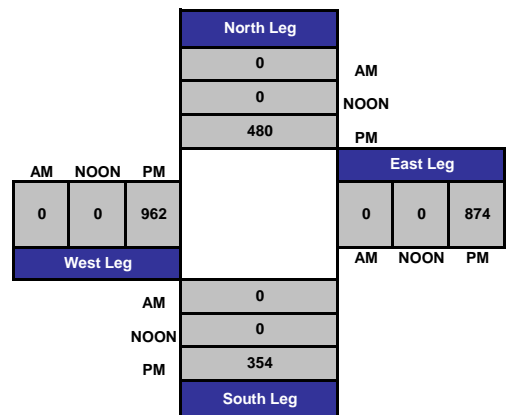 North Leg
0
AM
0
NOON
480
PM
AM NOON PM
East Leg
0 0 962
0 0 874
West Leg
AM NOON PM
AM
0
NOON
0
PM
354
South Leg